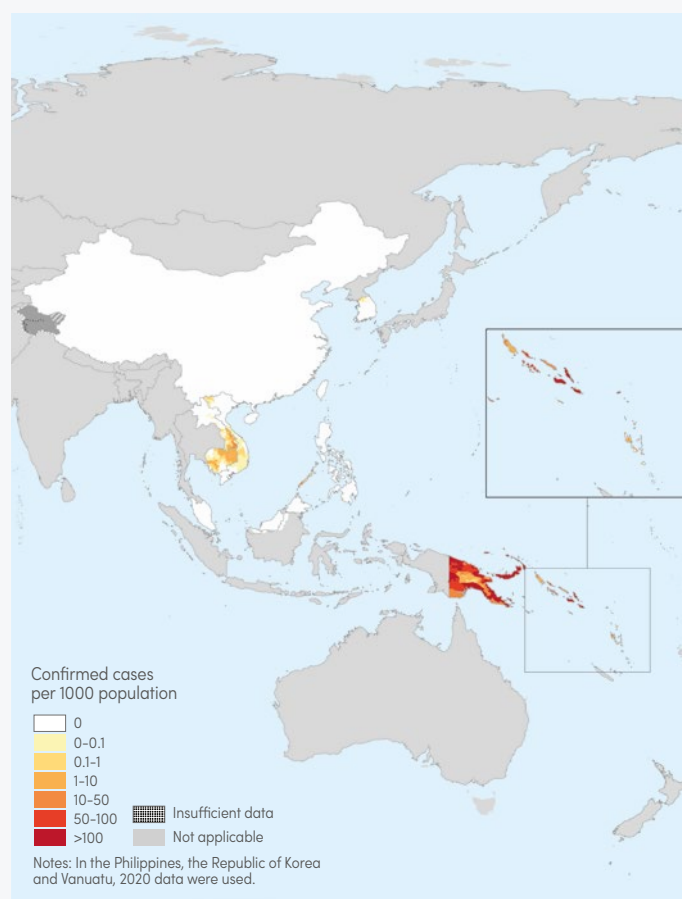 Confirmed cases
per 1000 population
0
0-0.1
0.1-1
1-10
10-50
50-100
>100
Insufficient data
Not applicable
Notes: In the Philippines, the Republic of Korea
and Vanuatu, 2020 data were used.